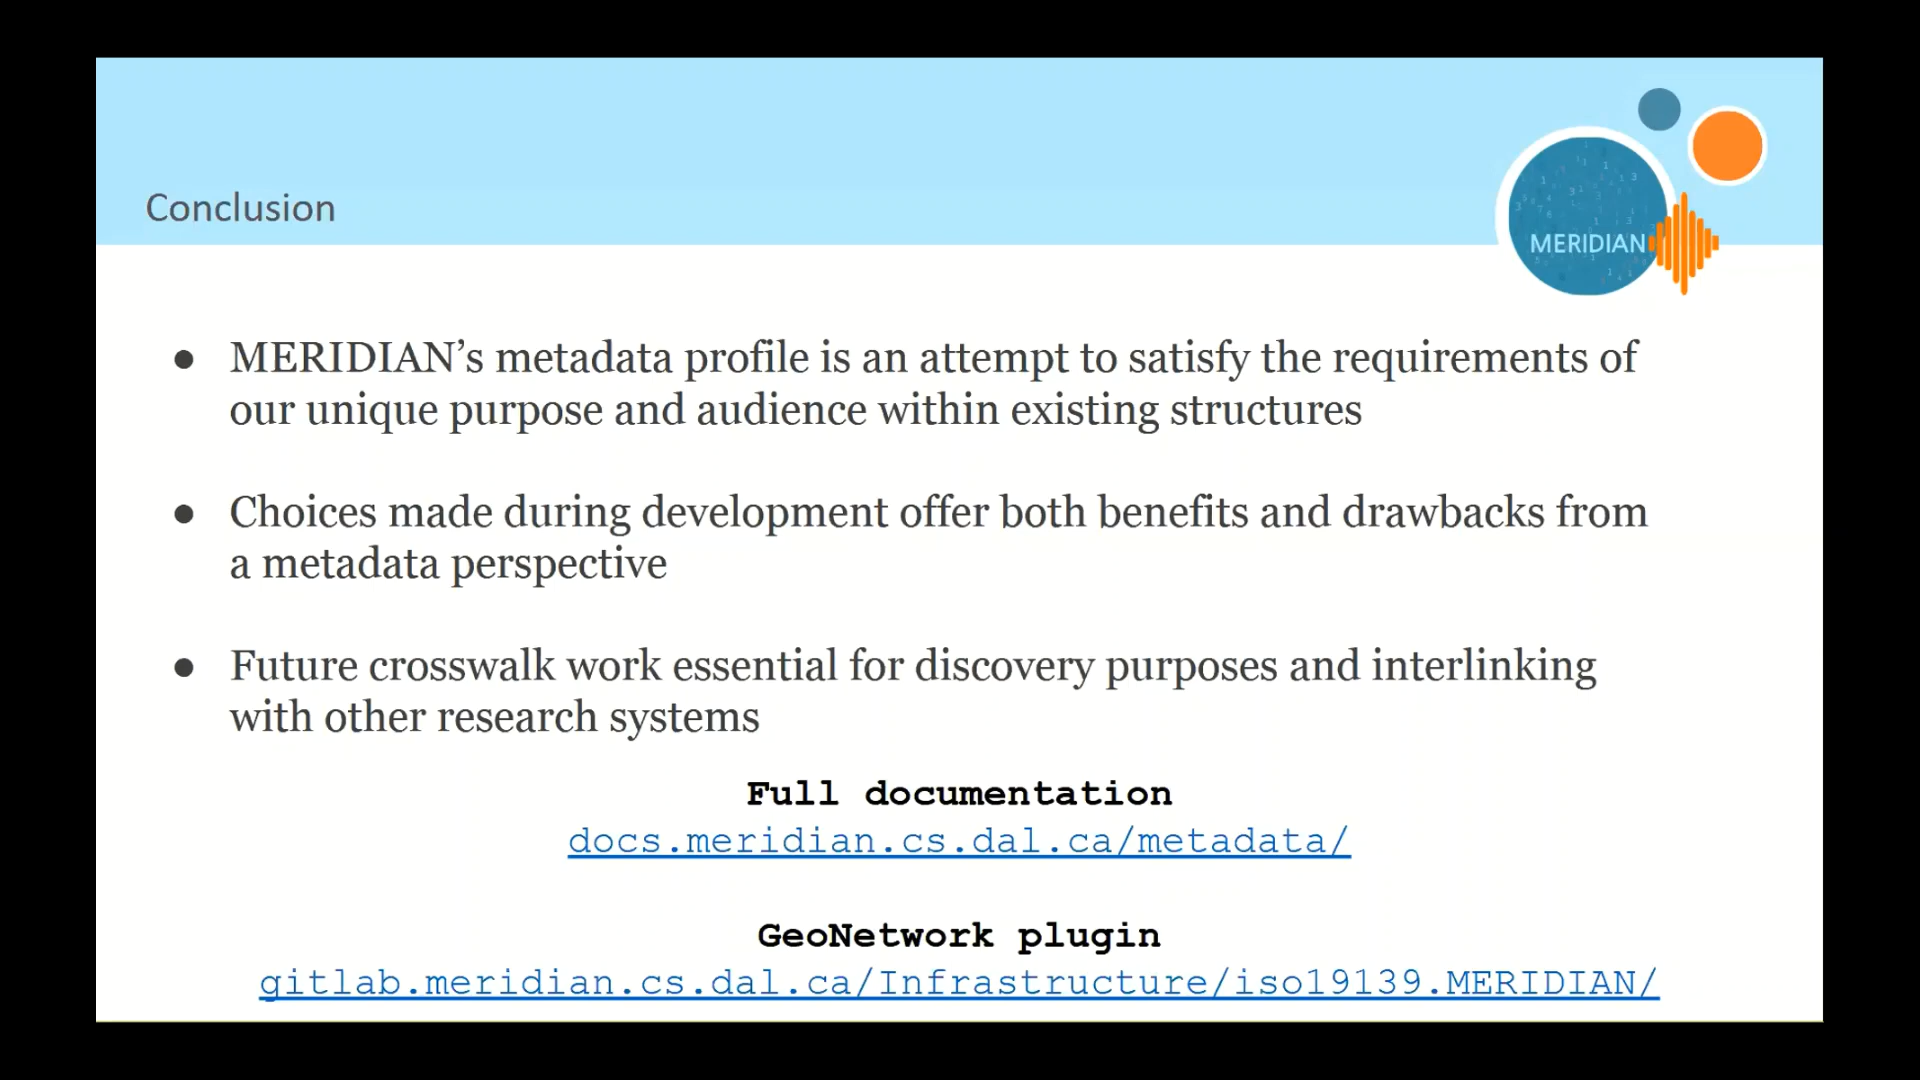 Conclusion
MERIDIAN
● MERIDIAN’s metadata profile is an attempt to satisfy the requirements of
our unique purpose and audience within existing structures
● Choices made during development offer both benefits and drawbacks from
a metadata perspective
● Future crosswalk work essential for discovery purposes and interlinking
with other research systems
Full documentation
docs.meridian.cs.dal.ca/metadata/
GeoNetwork plugin
gitlab.meridian.cs.dal.ca/Infrastructure/iso19139.MERIDIAN/